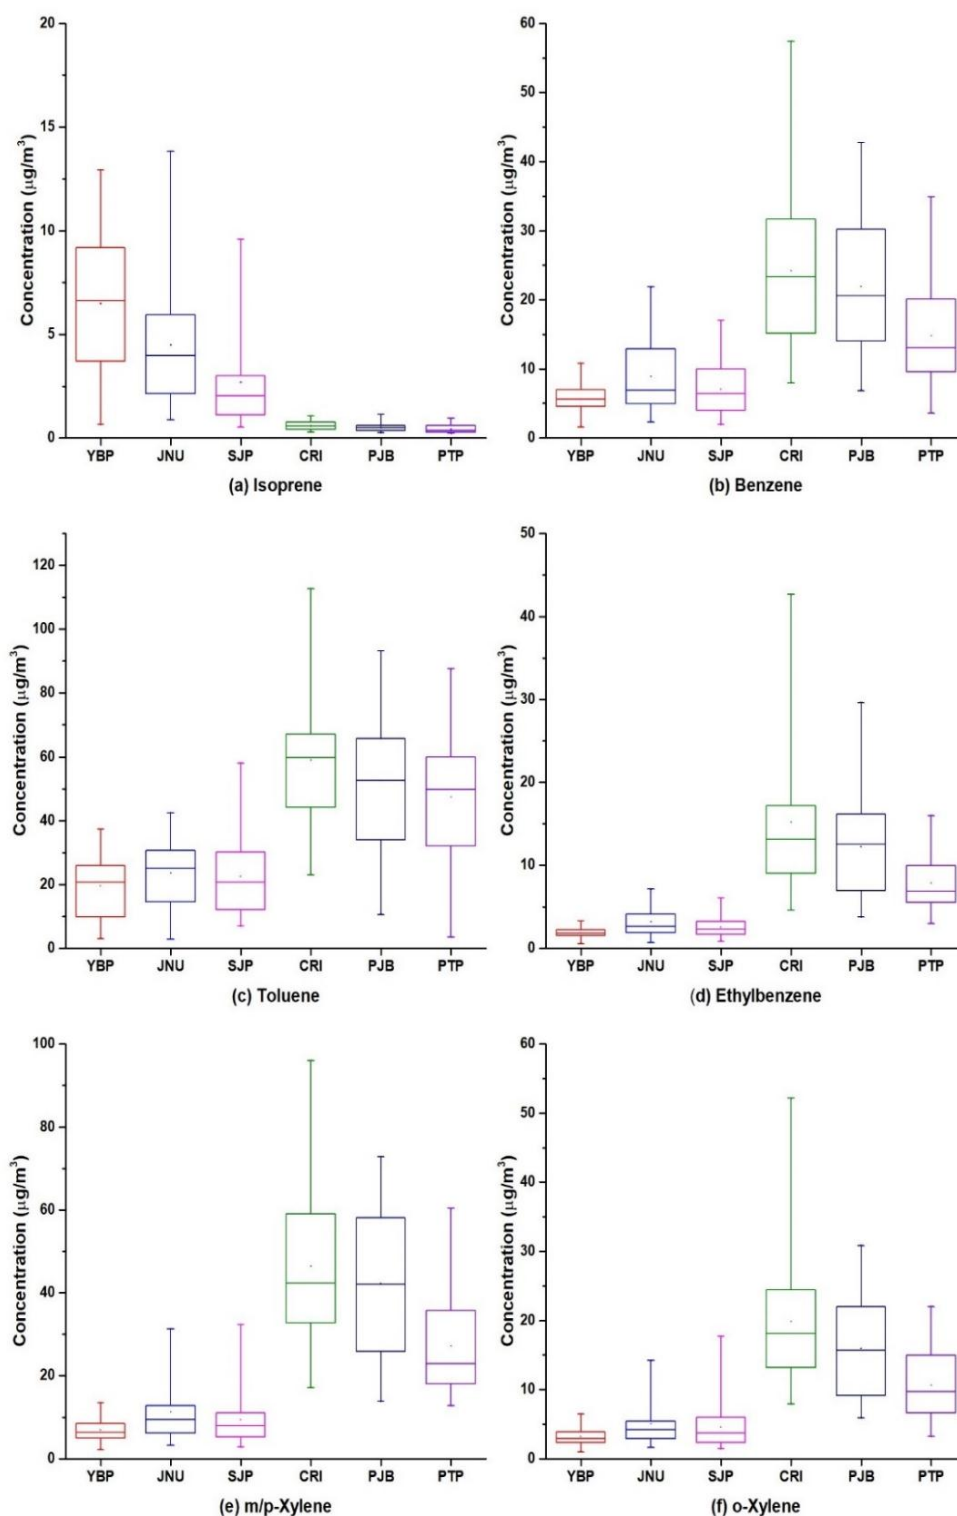 Concentration (μg/m³)
20
15
10
5
0
YBP JNU SJP CRI PJB PTP
(a) Isoprene
Concentration (μg/m³)
60
50
40
30
20
10
0
YBP JNU SJP CRI PJB PTP
(b) Benzene
Concentration (μg/m³)
120
100
80
60
40
20
0
YBP JNU SJP CRI PJB PTP
(c) Toluene
Concentration (μg/m³)
50
40
30
20
10
0
YBP JNU SJP CRI PJB PTP
(d) Ethylbenzene
Concentration (μg/m³)
100
80
60
40
20
0
YBP JNU SJP CRI PJB PTP
(e) m/p-Xylene
Concentration (μg/m³)
60
50
40
30
20
10
0
YBP JNU SJP CRI PJB PTP
(f) o-Xylene